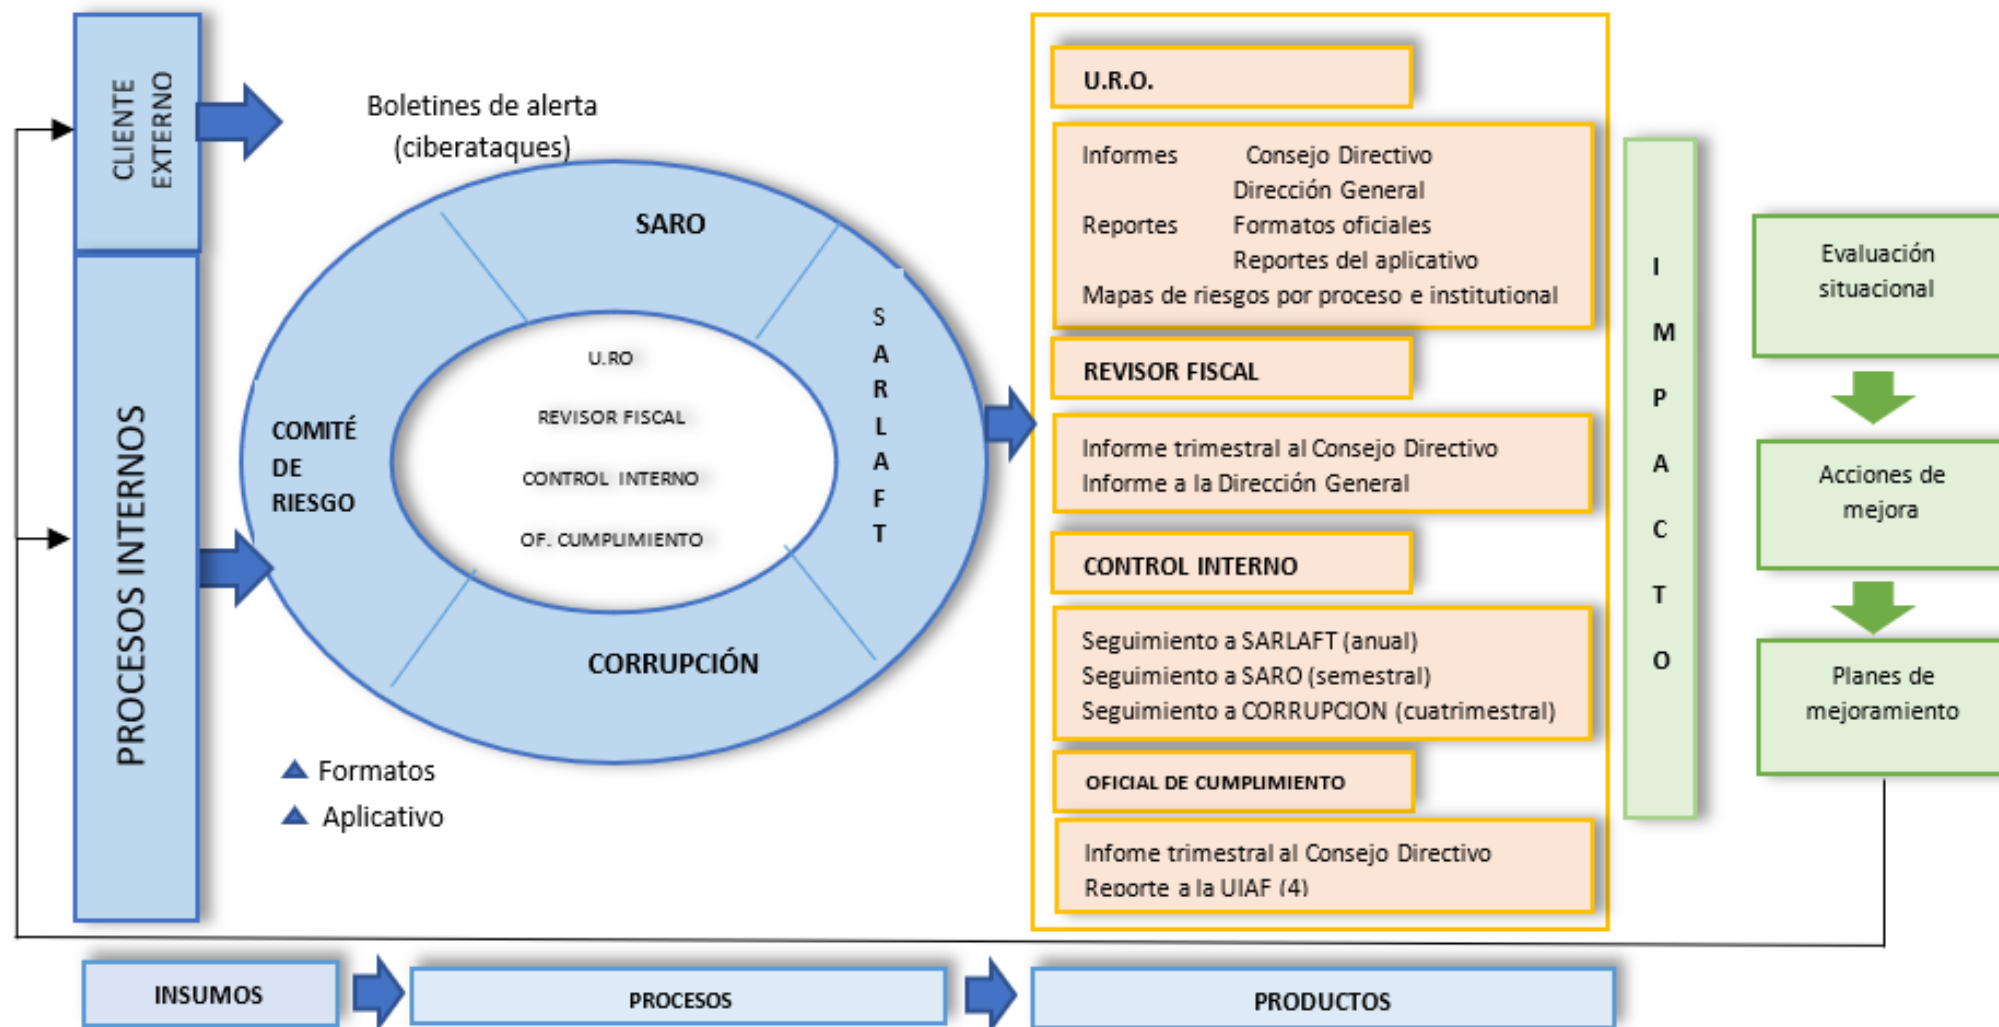 CLIENTE
EXTERNO
PROCESOS INTERNOS
Boletines de alerta
(ciberataques)
SARO
SARLAFT
COMITÉ
DE
RIESGO
CORRUPCIÓN
U.RO
REVISOR FISCAL
CONTROL INTERNO
OF. CUMPLIMIENTO
Formatos
Aplicativo
U.R.O.
Informes Consejo Directivo
Dirección General
Reportes Formatos oficiales
Reportes del aplicativo
Mapas de riesgos por proceso e institutional
REVISOR FISCAL
Informe trimestral al Consejo Directivo
Informe a la Dirección General
CONTROL INTERNO
Seguimiento a SARLAFT (anual)
Seguimiento a SARO (semestral)
Seguimiento a CORRUPCION (cuatrimestral)
OFICIAL DE CUMPLIMIENTO
Infome trimestral al Consejo Directivo
Reporte a la UIAF (4)
IMPACTO
Evaluación
situacional
Acciones de
mejora
Planes de
mejoramiento
INSUMOS
PROCESOS
PRODUCTOS